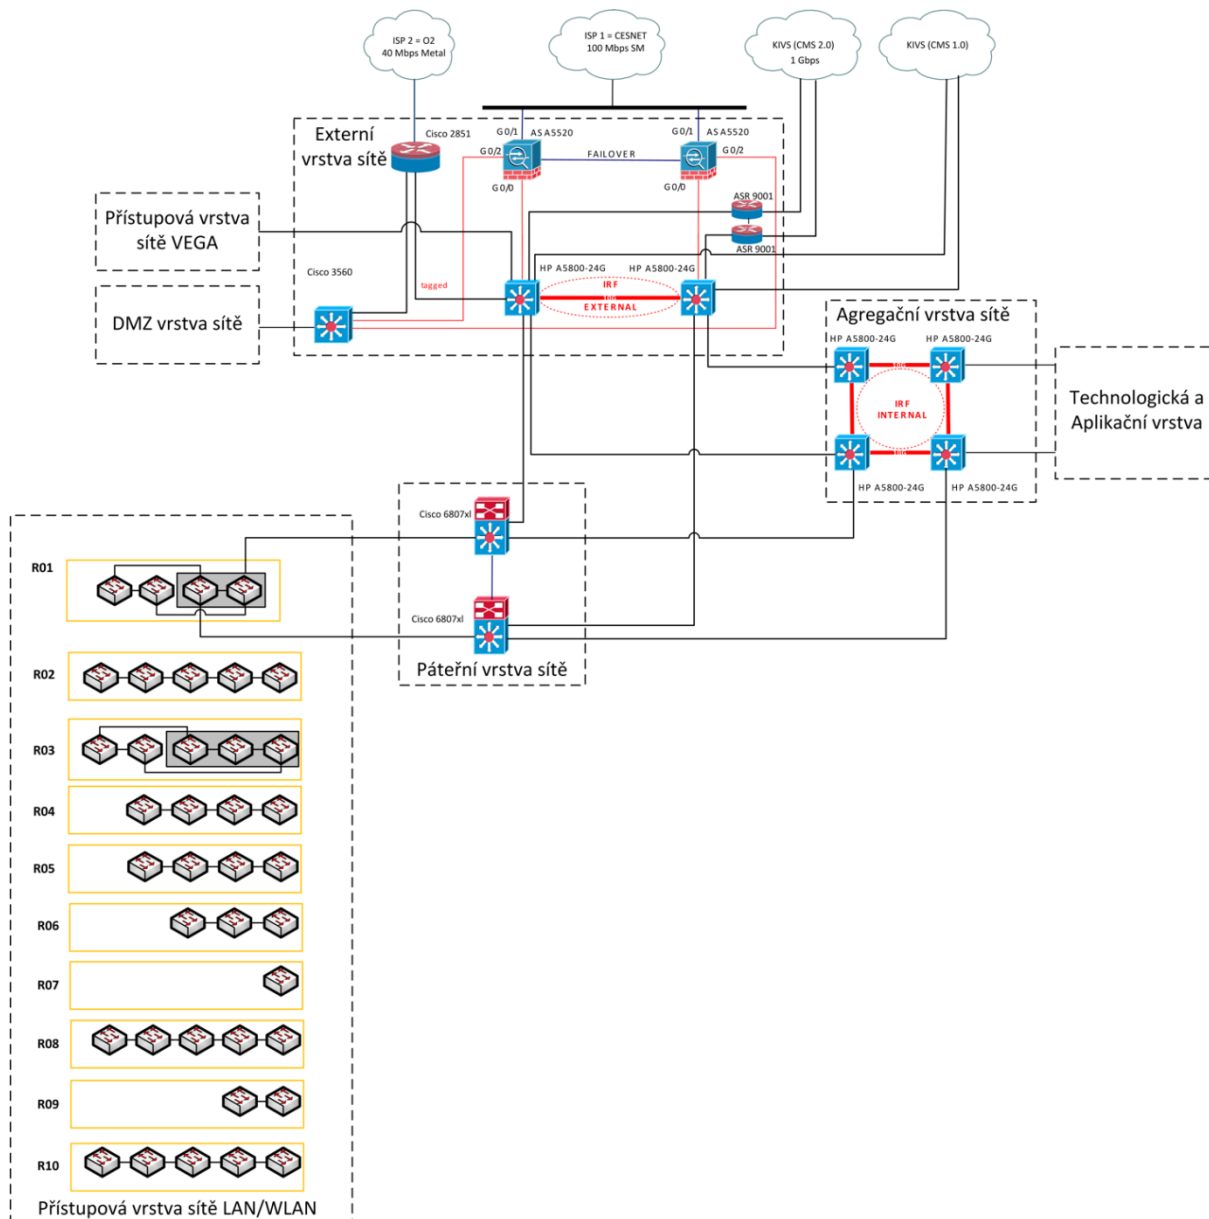 ISP 2 = O2
40 Mbps Metal
ISP 1 = CESNET
100 Mbps SM
KIVS (CMS 2.0)
1 Gbps
KIVS (CMS 1.0)
Externí
vrstva sítě
Cisco 2851
G0/1
ASA5520
G0/1
ASA5520
G0/2
FAILOVER
G0/2
G0/0
G0/0
ASR 9001
ASR 9001
Přístupová vrstva
sítě VEGA
Cisco 3560
tagged
HP A5800-24G
HP A5800-24G
IRF
10G
EXTERNAL
DMZ vrstva sítě
Agregační vrstva sítě
HP A5800-24G
HP A5800-24G
10G
IRF
INTERNAL
10G
HP A5800-24G
HP A5800-24G
Technologická a
Aplikační vrstva
Cisco 6807xl
Cisco 6807xl
Páteřní vrstva sítě
R01
R02
R03
R04
R05
R06
R07
R08
R09
R10
Přístupová vrstva sítě LAN/WLAN